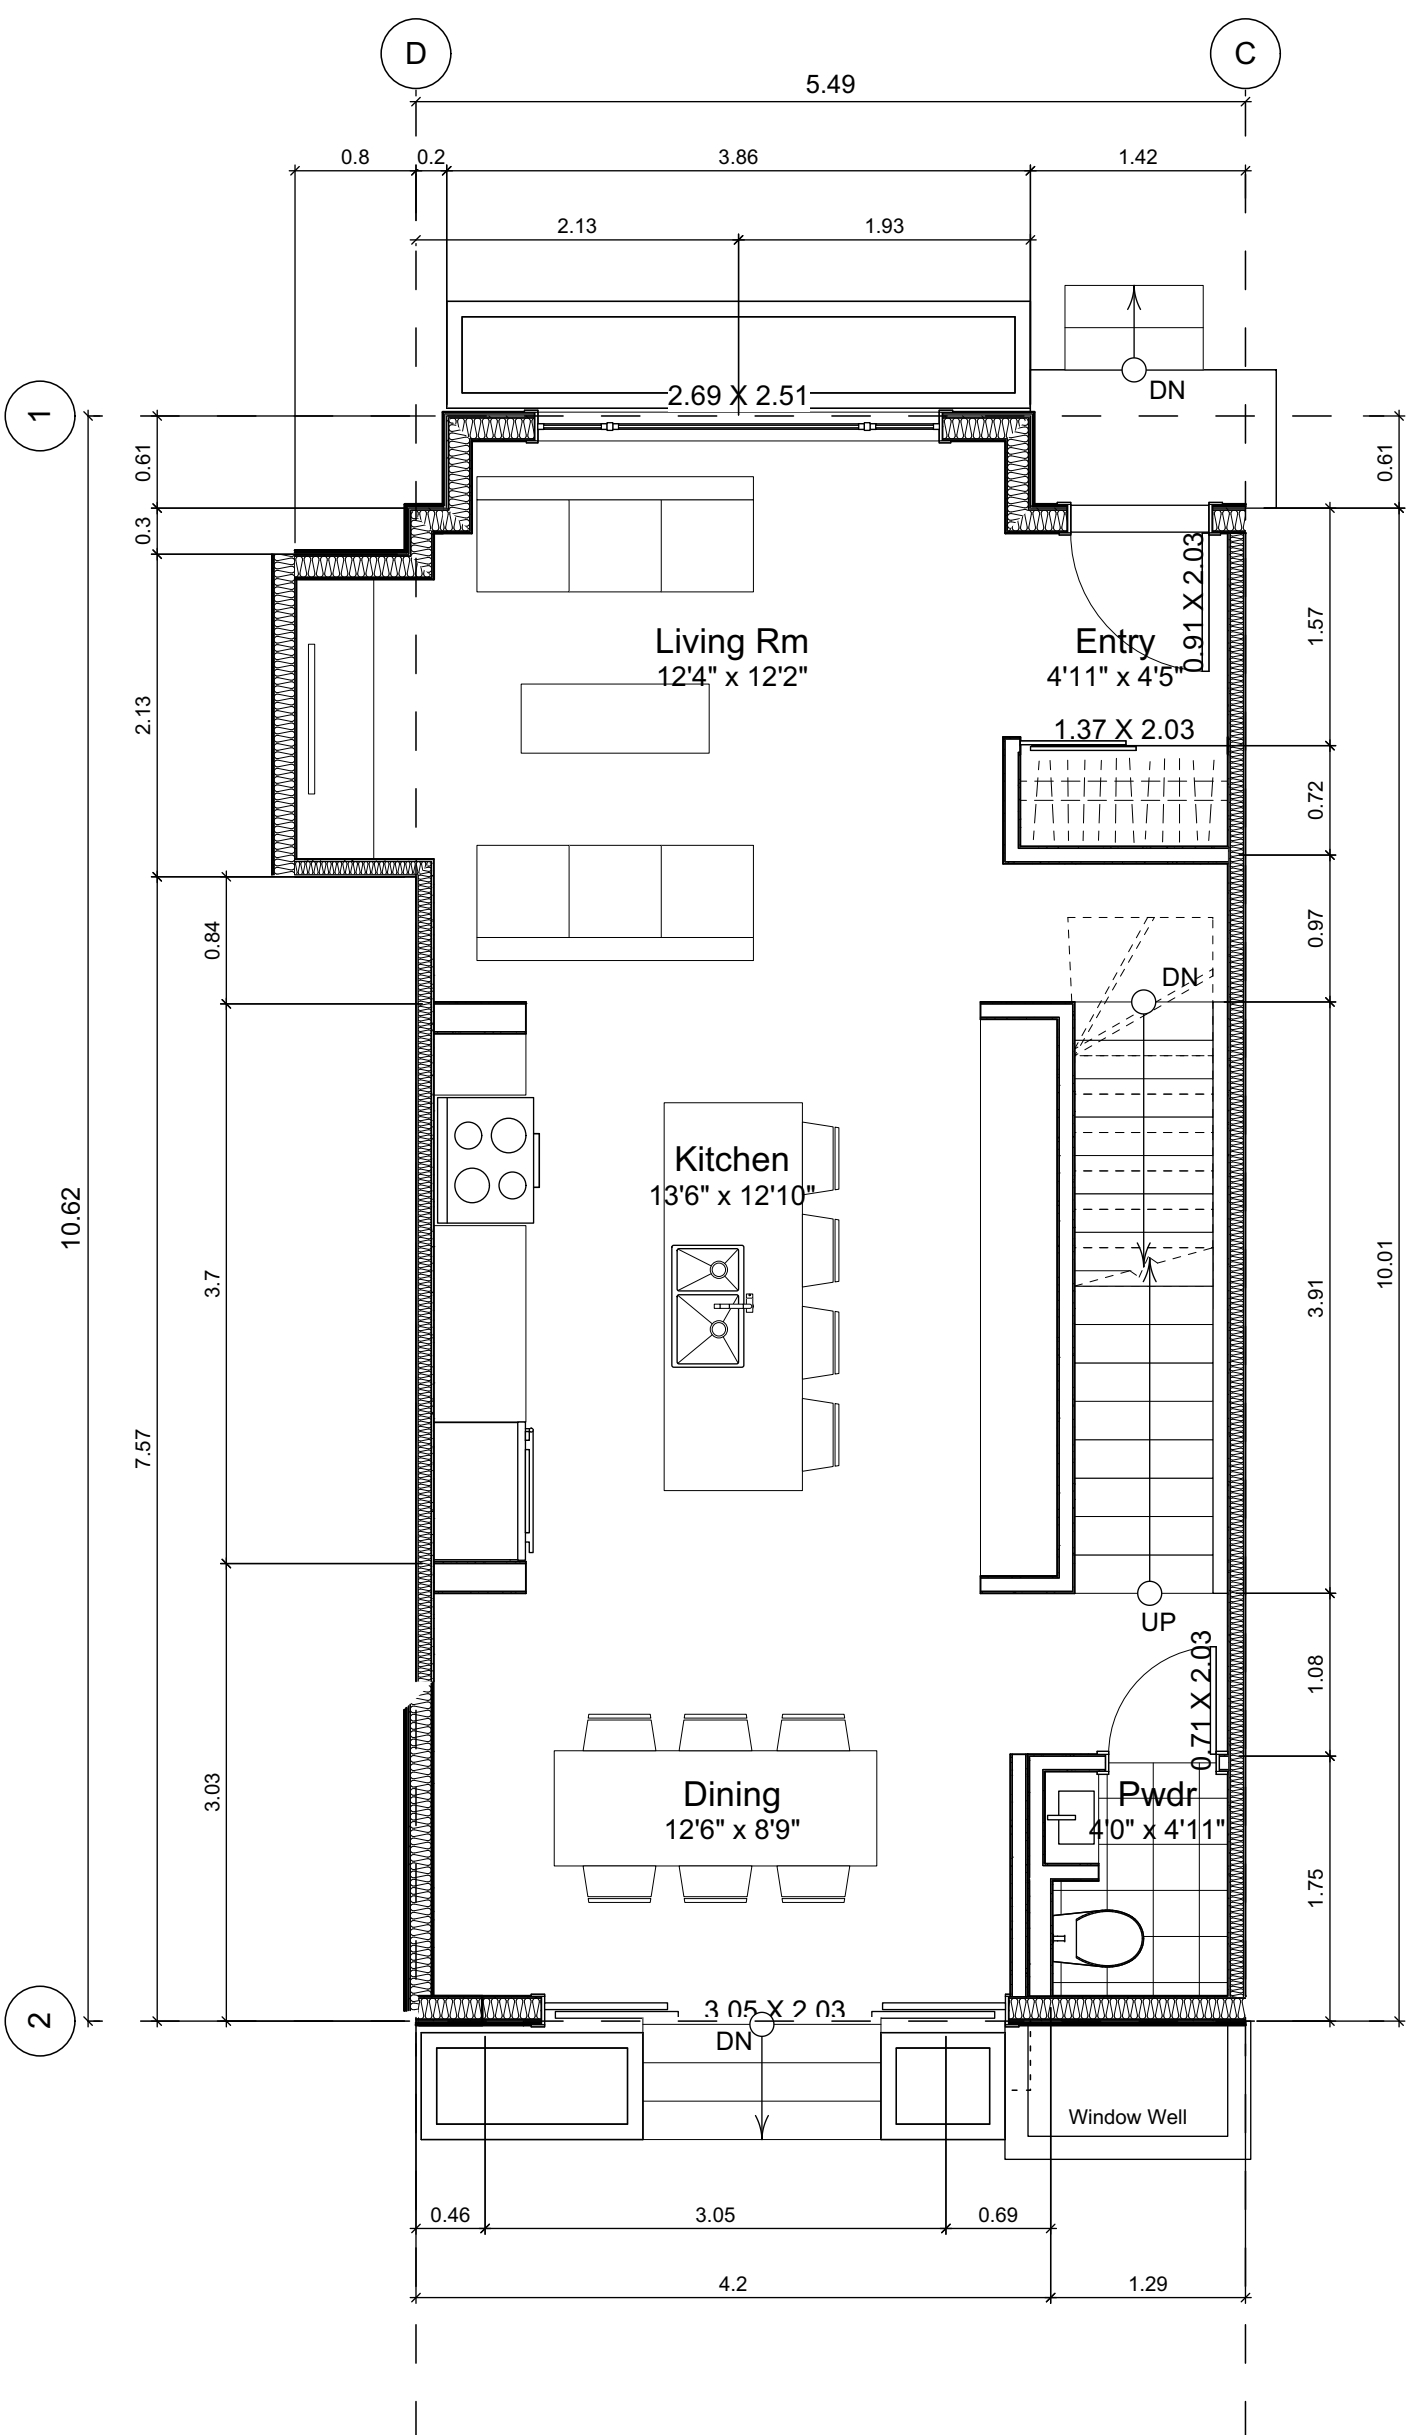 D
C
5.49
0.8
0.2
3.86
1.42
2.13
1.93
DN
2.69 X 2.51
1
0.61
0.61
0.3
0.91 X 2.03
Living Rm
12'4" x 12'2"
Entry
4'11" x 4'5"
1.57
2.13
1.37 X 2.03
0.72
0.84
0.97
DN
Kitchen
13'6" x 12'10"
10.62
3.7
3.91
10.01
7.57
UP
0.71 X 2.03
1.08
3.03
Dining
12'6" x 8'9"
Pwdr
4'0" x 4'11"
1.75
2
3.05 X 2.03
DN
Window Well
0.46
3.05
0.69
4.2
1.29